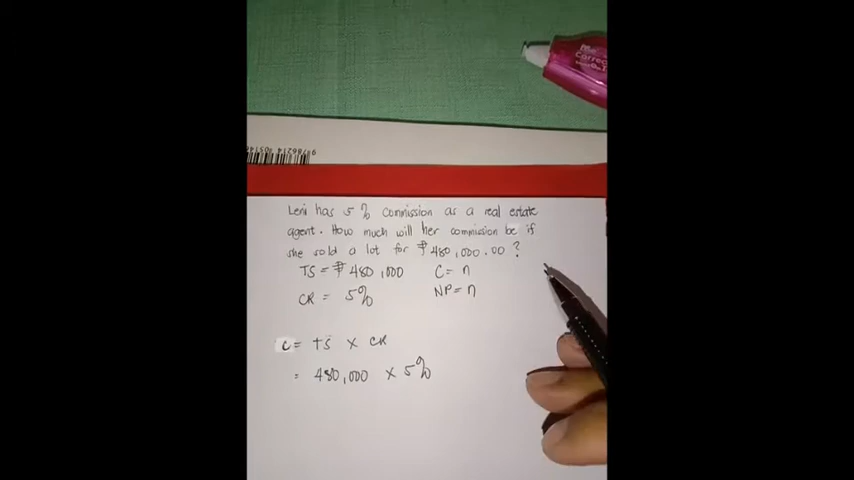 Leni has 5% commission as a real estate
agent. How much will her commission be if
she sold a lot for ₱480,000.00?
TS = ₱480,000 C = n
CR = 5% NP = n
C = TS x CR
= 480,000 x 5%